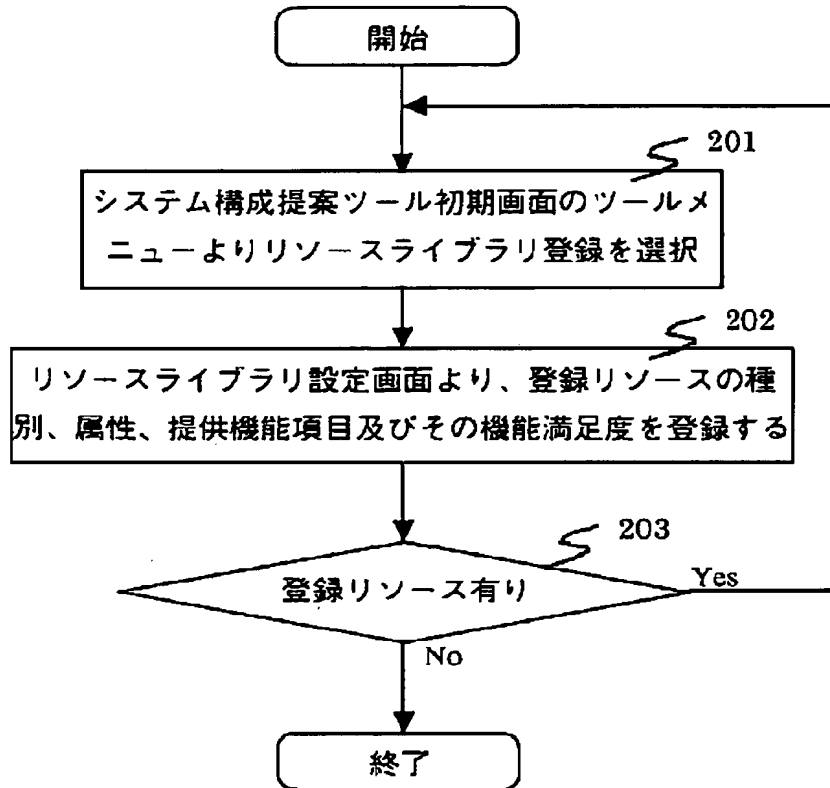 開始
201
システム構成提案ツール初期画面のツールメ
ニューよりリソースライブラリ登録を選択
202
リソースライブラリ設定画面より、登録リソースの種
別、属性、提供機能項目及びその機能満足度を登録する
203
登録リソース有り
Yes
No
終了